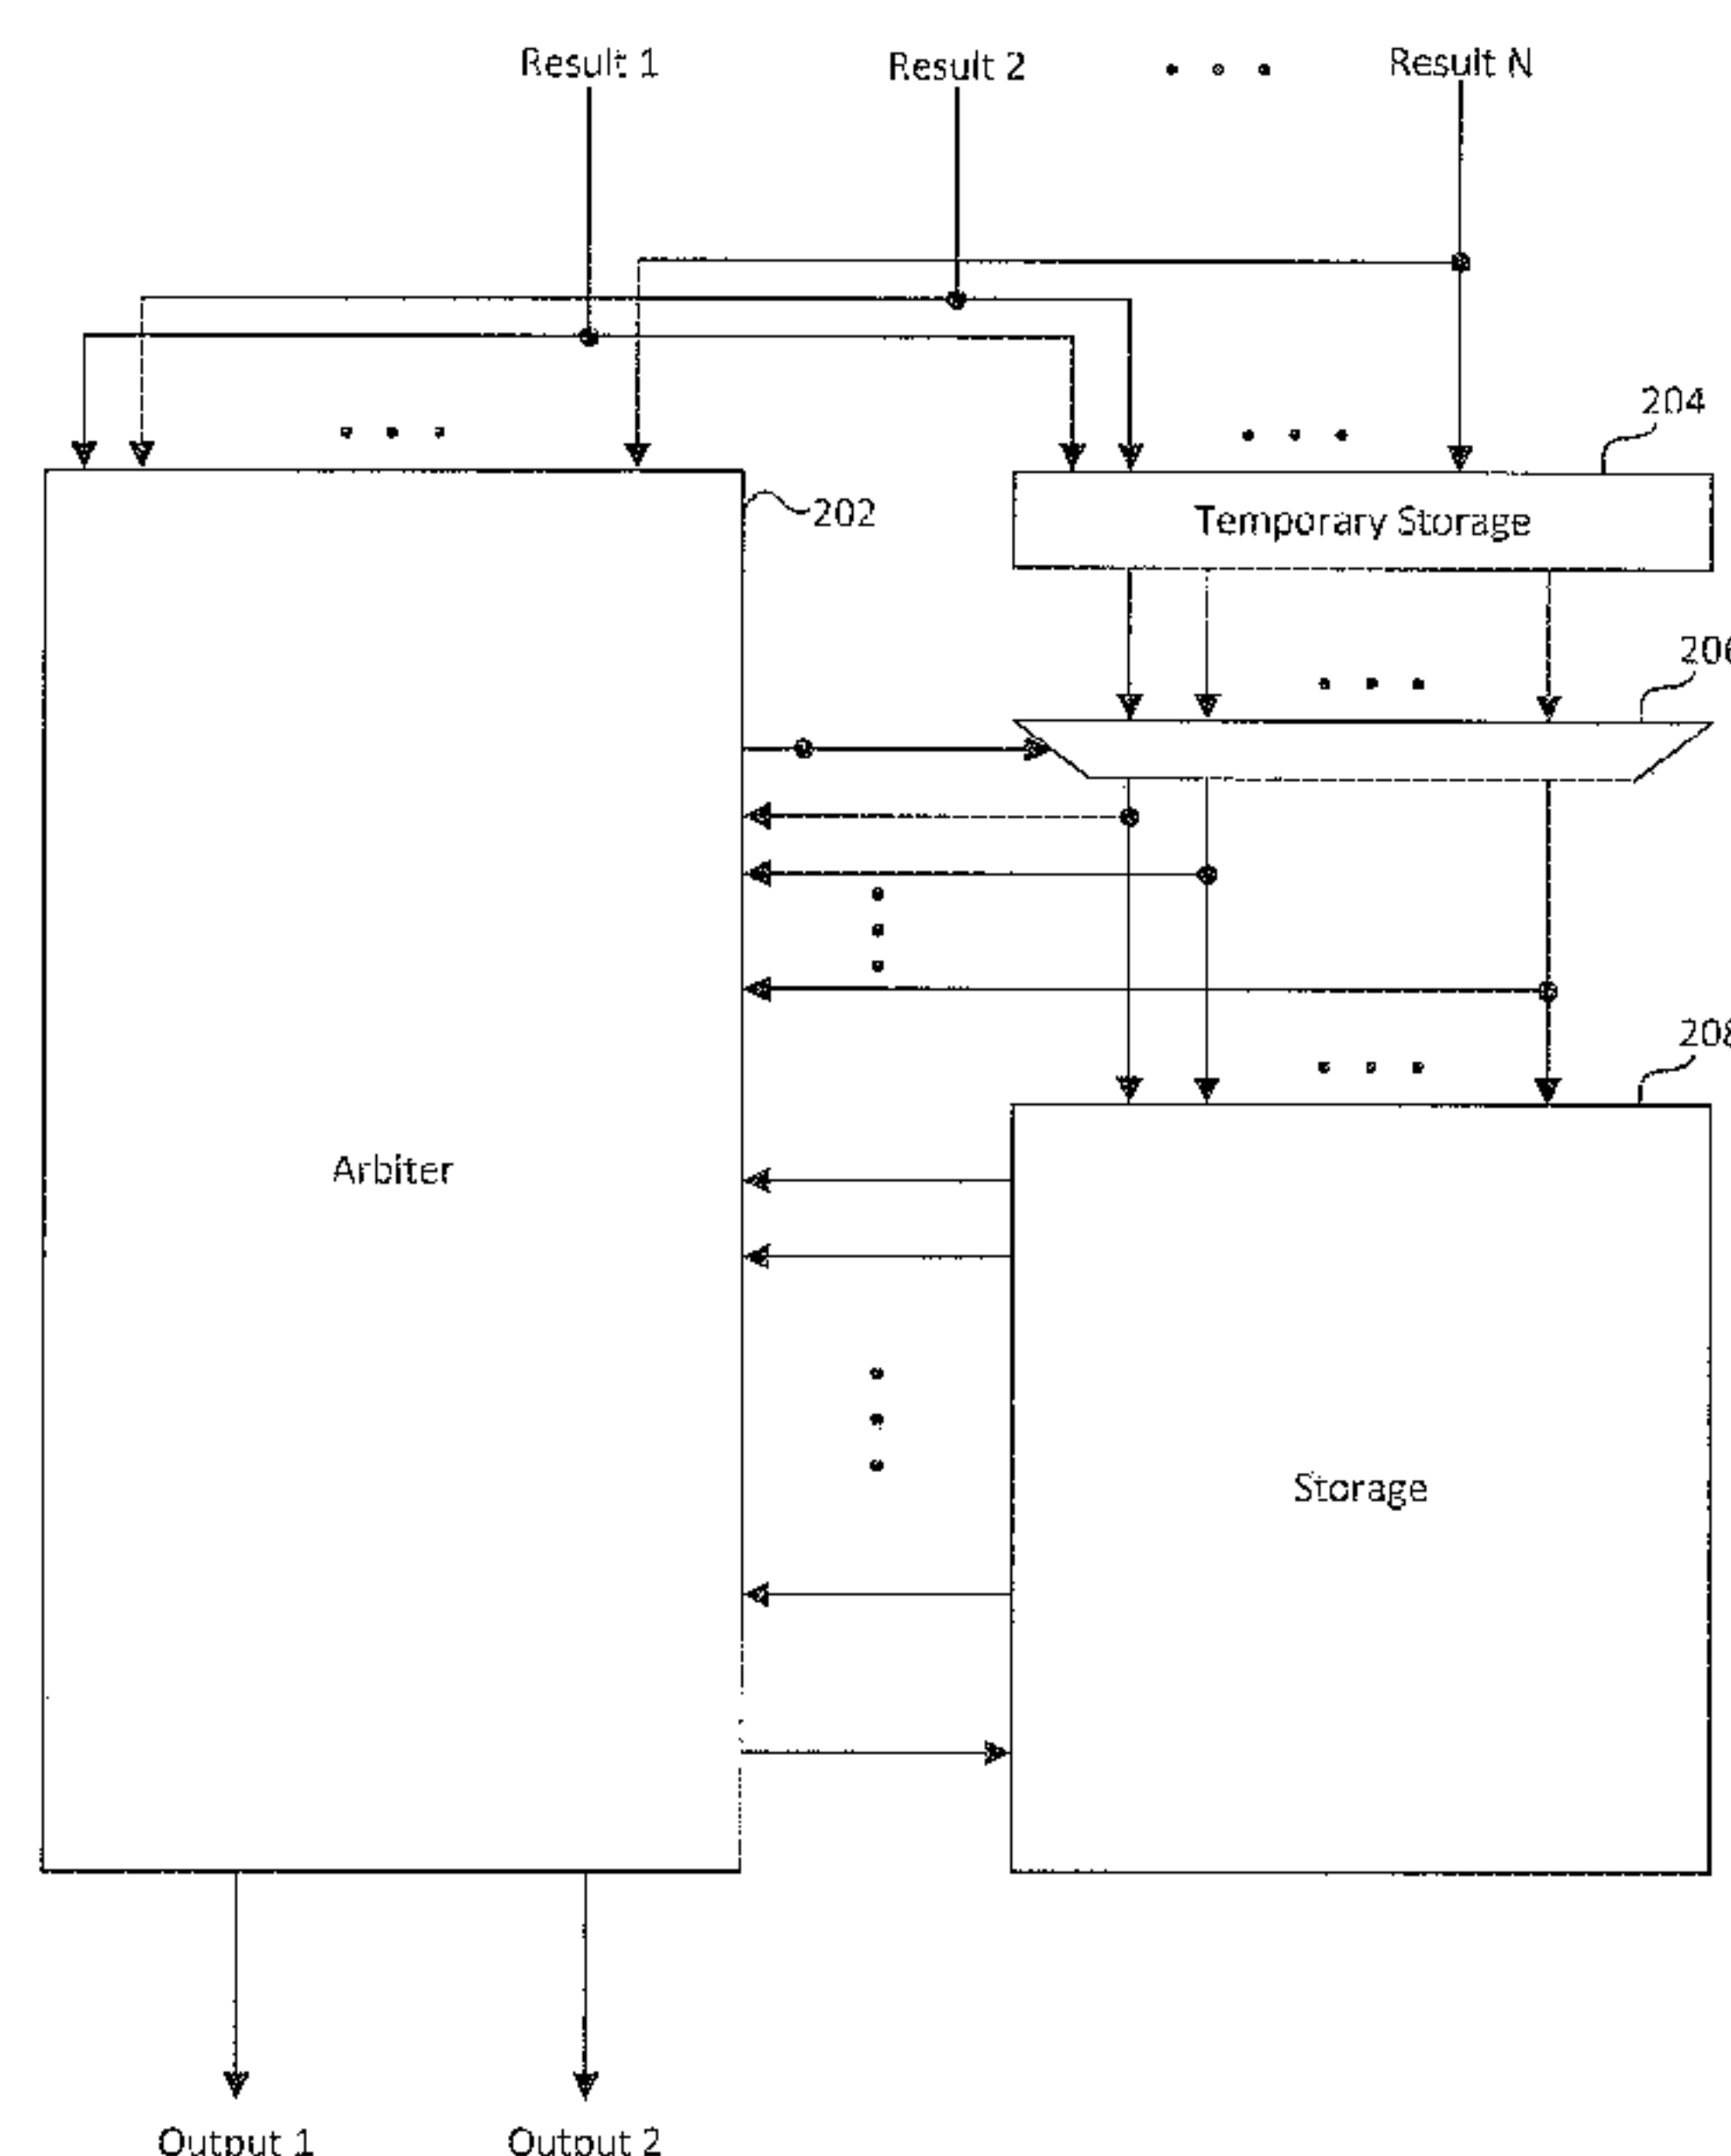 Result 1
Result 2
Result N
204
202
Temporary Storage
206
208
Arbiter
Storage
Output 1
Output 2